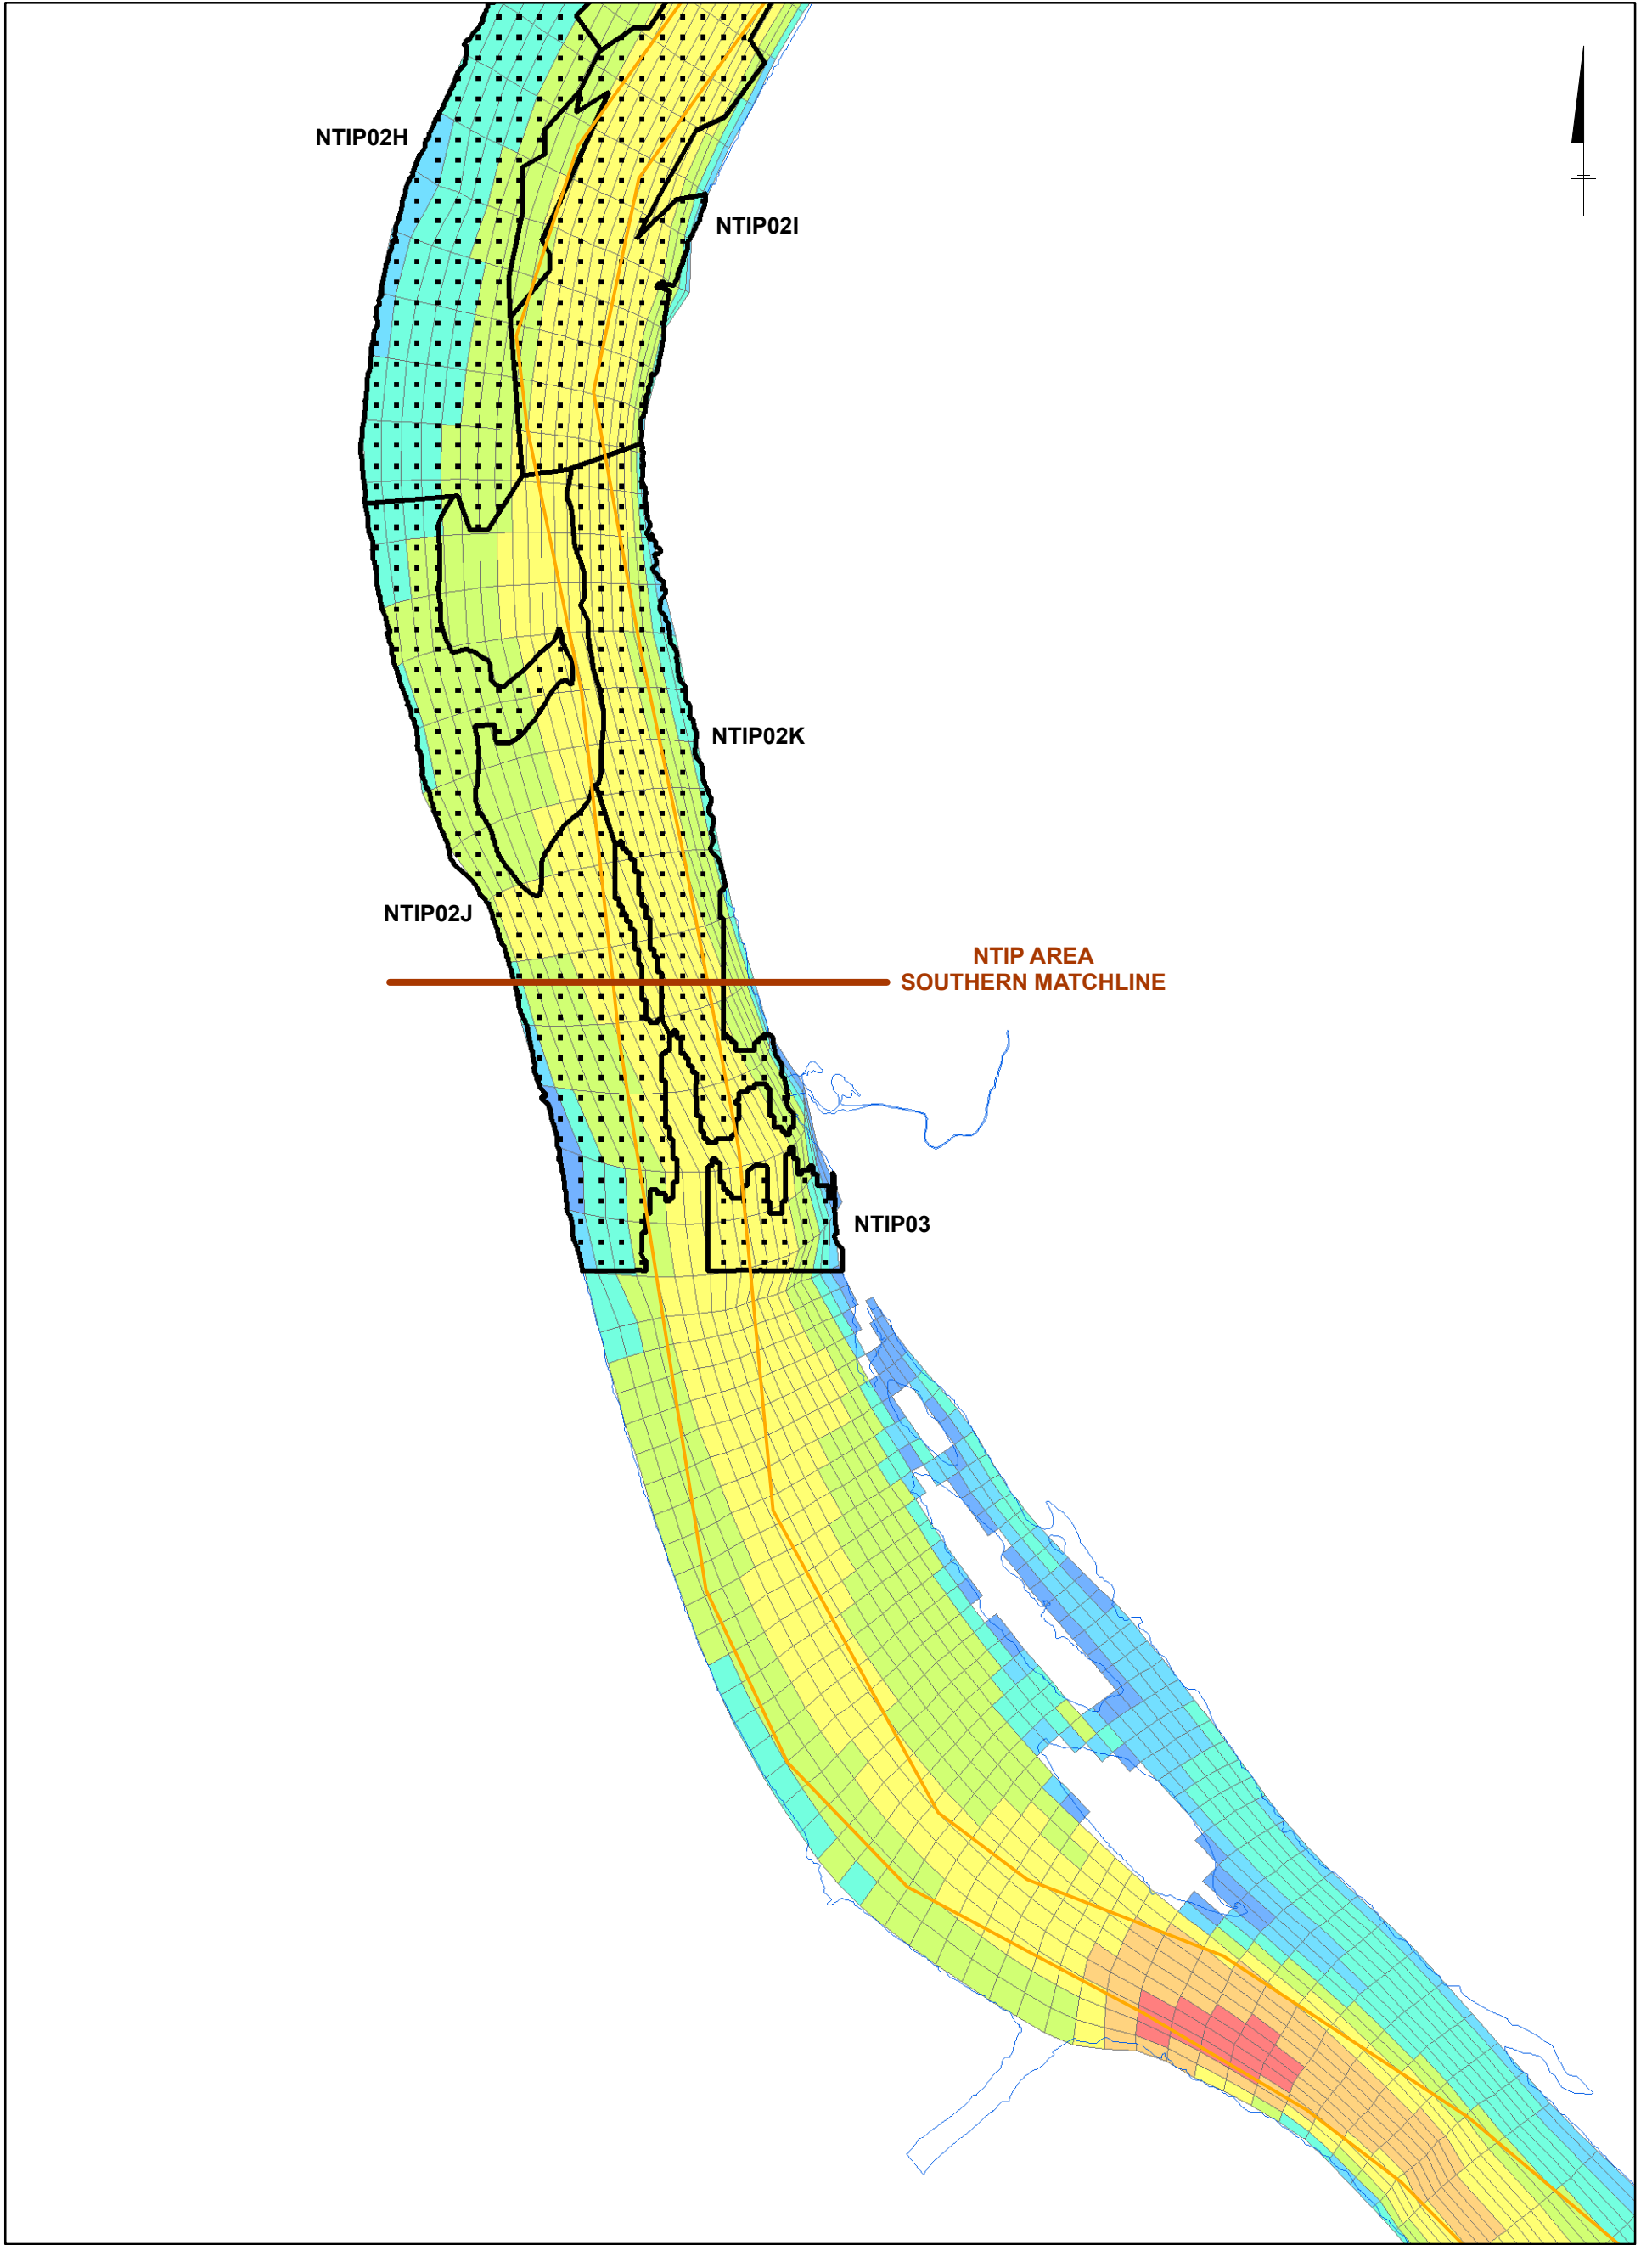 NTIP02H
NTIP02I
NTIP02K
NTIP02J
NTIP AREA
SOUTHERN MATCHLINE
NTIP03